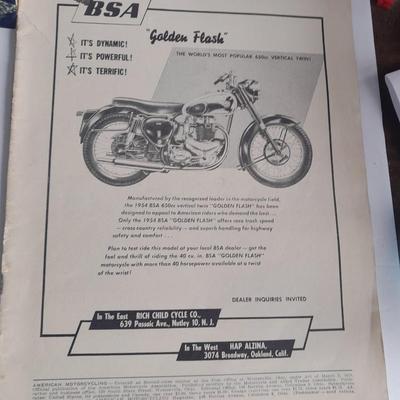 BSA
"Golden Flash"
IT'S DYNAMIC!
IT'S POWERFUL!
IT'S TERRIFIC!
THE WORLD'S MOST POPULAR 650cc VERTICAL TWIN!
Manufactured by the recognized leader in the motorcycle field,
the 1954 BSA 650cc vertical twin "GOLDEN FLASH" has been
designed to appeal to American riders who demand the best...
Only the 1954 BSA "GOLDEN FLASH" offers race track speed
- cross country reliability - and superb handling for highway
safety and comfort...
Plan to test ride this model at your local BSA dealer - get the
feel and thrill of riding the 40 cu. in. BSA "GOLDEN FLASH"
motorcycle with more than 40 horsepower available at a twist
of the wrist!
DEALER INQUIRIES INVITED
In The East RICH CHILD CYCLE CO.,
639 Passaic Ave., Nutley 10, N. J.
In The West HAP ALZINA,
3074 Broadway, Oakland, Calif.
AMERICAN MOTORCYCLING